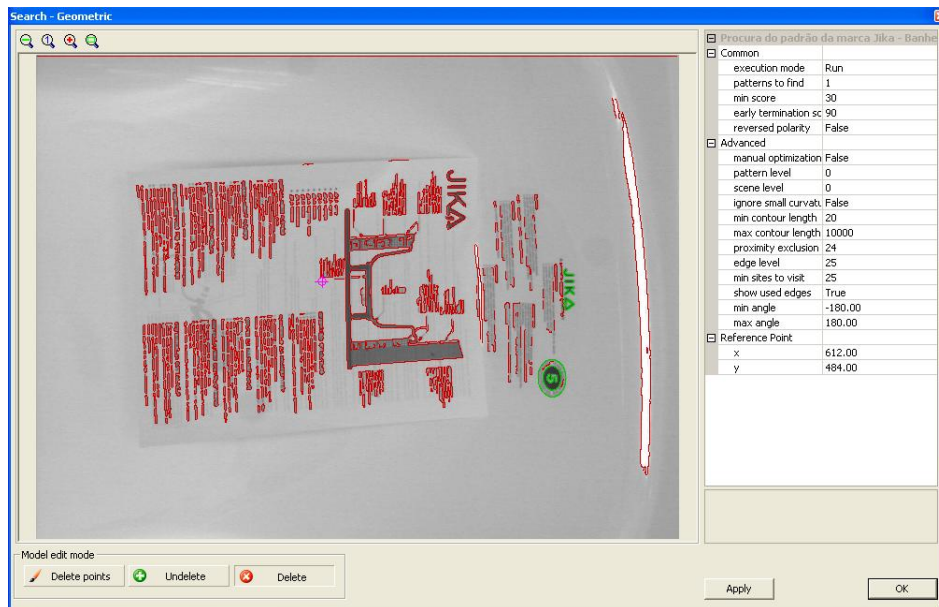 Search - Geometric
Procura do padrão da marca Jika - Banhe
Common
execution mode Run
patterns to find 1
min score 30
early termination sc 90
reversed polarity False
Advanced
manual optimization False
pattern level 0
scene level 0
ignore small curvatu False
min contour length 20
max contour length 10000
proximity exclusion 24
edge level 25
min sites to visit 25
show used edges True
min angle -180.00
max angle 180.00
Reference Point
x 612.00
y 484.00
JIKA
JIKA
5
Model edit mode
Delete points Undelete Delete
Apply OK